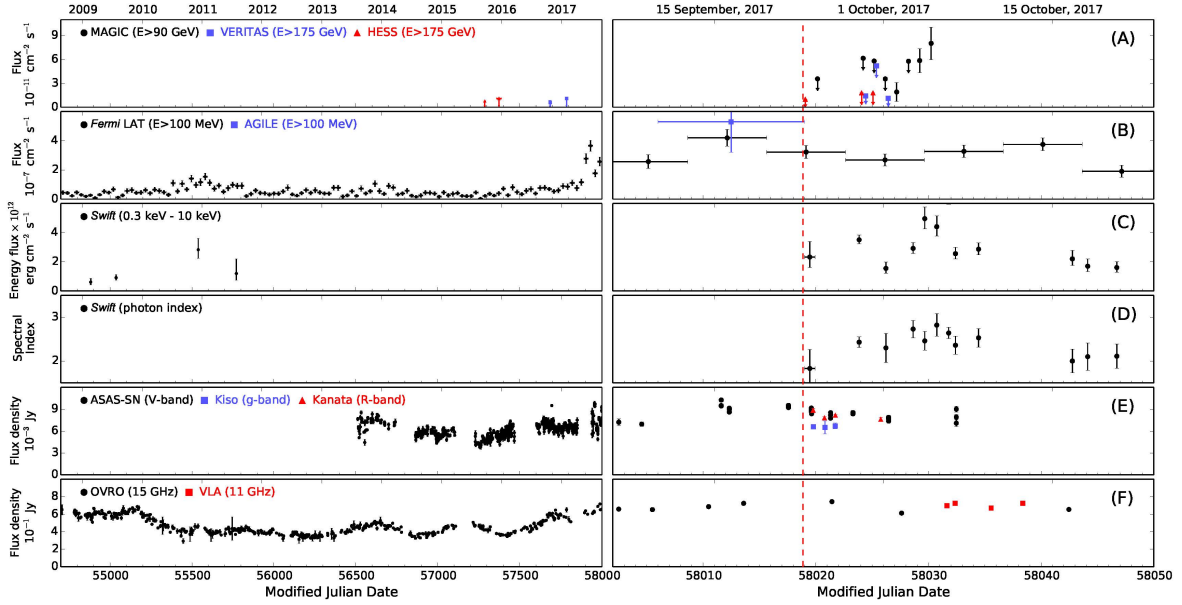 2009 2010 2011 2012 2013 2014 2015 2016 2017 15 September, 2017 1 October, 2017 15 October, 2017
Flux
10⁻¹¹ cm⁻² s⁻¹
9
6
3
0
MAGIC (E>90 GeV) VERITAS (E>175 GeV) HESS (E>175 GeV)
(A)
Flux
10⁻⁷ cm⁻² s⁻¹
4
2
0
Fermi LAT (E>100 MeV) AGILE (E>100 MeV)
(B)
Energy flux × 10¹²
erg cm⁻² s⁻¹
4
2
0
Swift (0.3 keV - 10 keV)
(C)
Spectral
Index
3
2
Swift (photon index)
(D)
Flux density
10⁻³ Jy
9
6
3
0
ASAS-SN (V-band) Kiso (g-band) Kanata (R-band)
(E)
Flux density
10⁻¹ Jy
8
6
4
2
0
OVRO (15 GHz) VLA (11 GHz)
(F)
55000 55500 56000 56500 57000 57500 58000 58010 58020 58030 58040 58050
Modified Julian Date Modified Julian Date